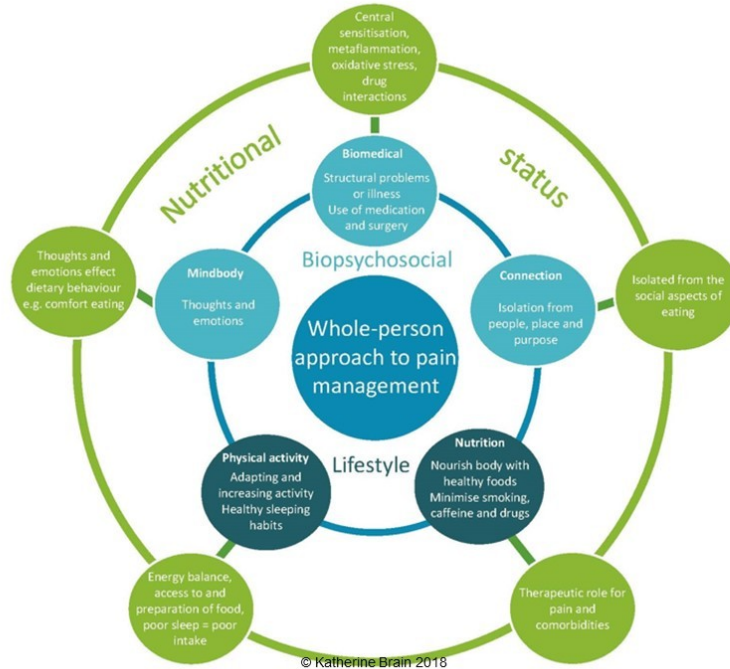 Central
sensitisation,
metaflammation,
oxidative stress,
drug
interactions
Nutritional
status
Biomedical
Structural problems
or illness
Use of medication
and surgery
Biopsychosocial
Thoughts and
emotions effect
dietary behaviour
e.g. comfort eating
Mindbody
Thoughts and
emotions
Connection
Isolation from
people, place and
purpose
Isolated from the
social aspects of
eating
Whole-person
approach to pain
management
Lifestyle
Physical activity
Adapting and
increasing activity
Healthy sleeping
habits
Nutrition
Nourish body with
healthy foods
Minimise smoking,
caffeine and drugs
Energy balance,
access to and
preparation of food,
poor sleep = poor
intake
Therapeutic role for
pain and
comorbidities
© Katherine Brain 2018